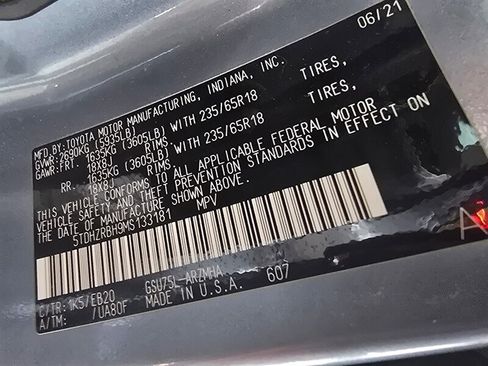 06/21
MFD.BY:TOYOTA MOTOR MANUFACTURING, INDIANA, INC.
GVWR: 2690KG (5935LB)
GAWR:FRT. 1635KG (3605LB) WITH 235/65R18 TIRES,
18X8J RIMS
RR. 1635KG (3605LB) WITH 235/65R18 TIRES,
18X8J RIMS
THIS VEHICLE CONFORMS TO ALL APPLICABLE FEDERAL MOTOR
VEHICLE SAFETY AND THEFT PREVENTION STANDARDS IN EFFECT ON
THE DATE OF MANUFACTURE SHOWN ABOVE.
5TDHZRBH9MS133181 MPV
C/TR: 1K5/EB20 GSU75L-ARZMHA
A/TM: /UA80F MADE IN U.S.A. 607
A